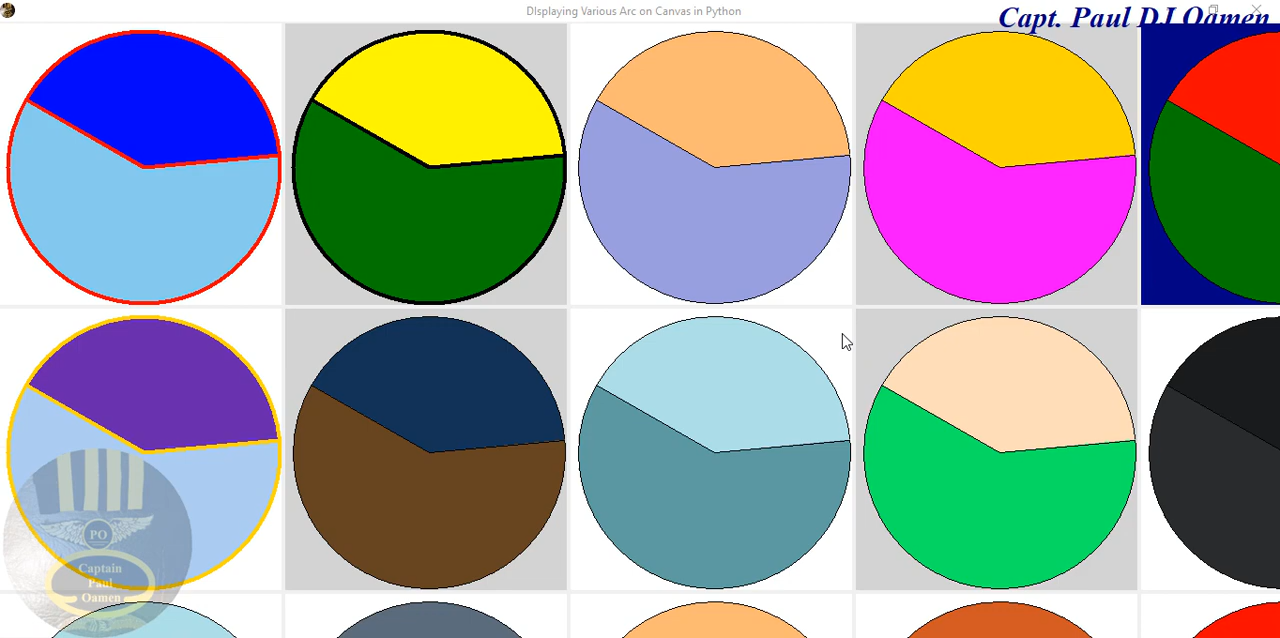 DIsplaying Various Arc on Canvas in Python
Capt. Paul DJ Oamen
PO
Captain
Paul
Oamen